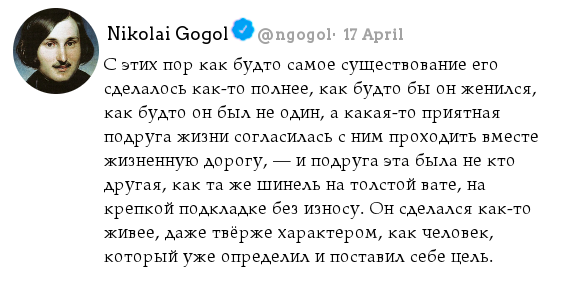 Nikolai Gogol @ngogol· 17 April
С этих пор как будто самое существование его
сделалось как-то полнее, как будто бы он женился,
как будто он был не один, а какая-то приятная
подруга жизни согласилась с ним проходить вместе
жизненную дорогу, — и подруга эта была не кто
другая, как та же шинель на толстой вате, на
крепкой подкладке без износу. Он сделался как-то
живее, даже твёрже характером, как человек,
который уже определил и поставил себе цель.